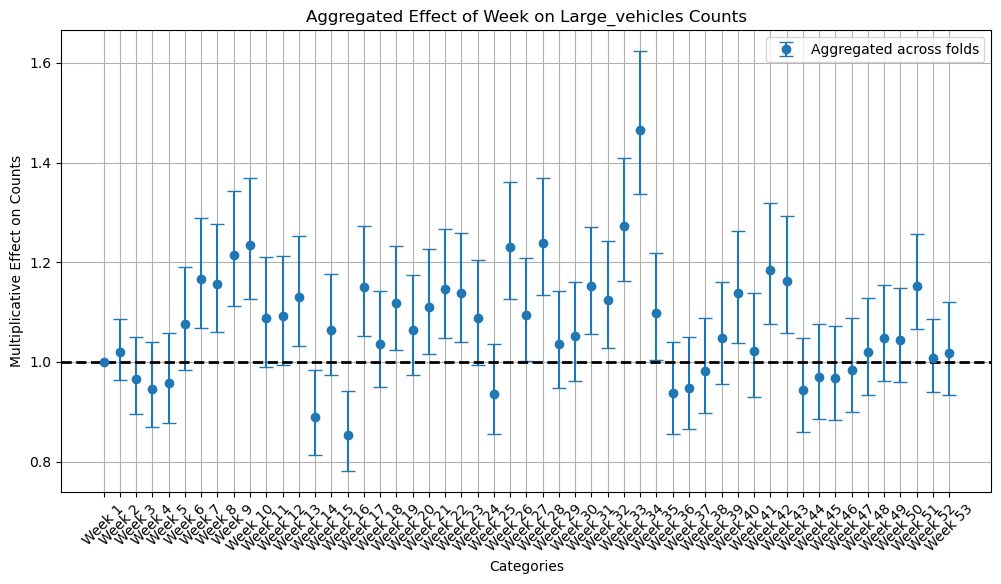 Aggregated Effect of Week on Large_vehicles Counts
Aggregated across folds
Multiplicative Effect on Counts
1.6
1.4
1.2
1.0
0.8
Week 1
Week 2
Week 3
Week 4
Week 5
Week 6
Week 7
Week 8
Week 9
Week 10
Week 11
Week 12
Week 13
Week 14
Week 15
Week 16
Week 17
Week 18
Week 19
Week 20
Week 21
Week 22
Week 23
Week 24
Week 25
Week 26
Week 27
Week 28
Week 29
Week 30
Week 31
Week 32
Week 33
Week 34
Week 35
Week 36
Week 37
Week 38
Week 39
Week 40
Week 41
Week 42
Week 43
Week 44
Week 45
Week 46
Week 47
Week 48
Week 49
Week 50
Week 51
Week 52
Week 53
Categories